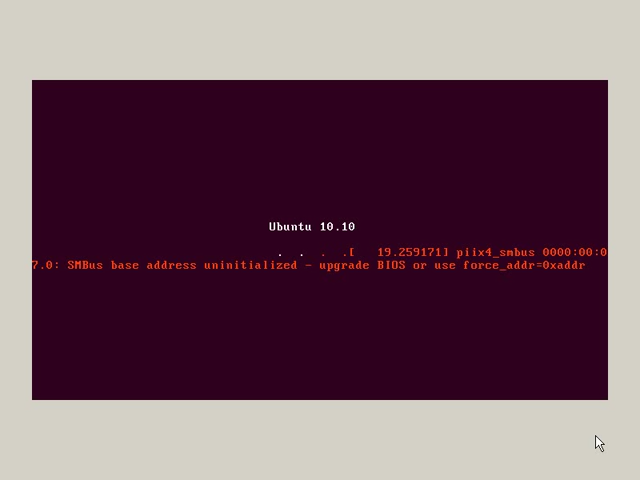 Ubuntu 10.10
. . . .[   19.259171] piix4_smbus 0000:00:0
7.0: SMBus base address uninitialized - upgrade BIOS or use force_addr=0xaddr